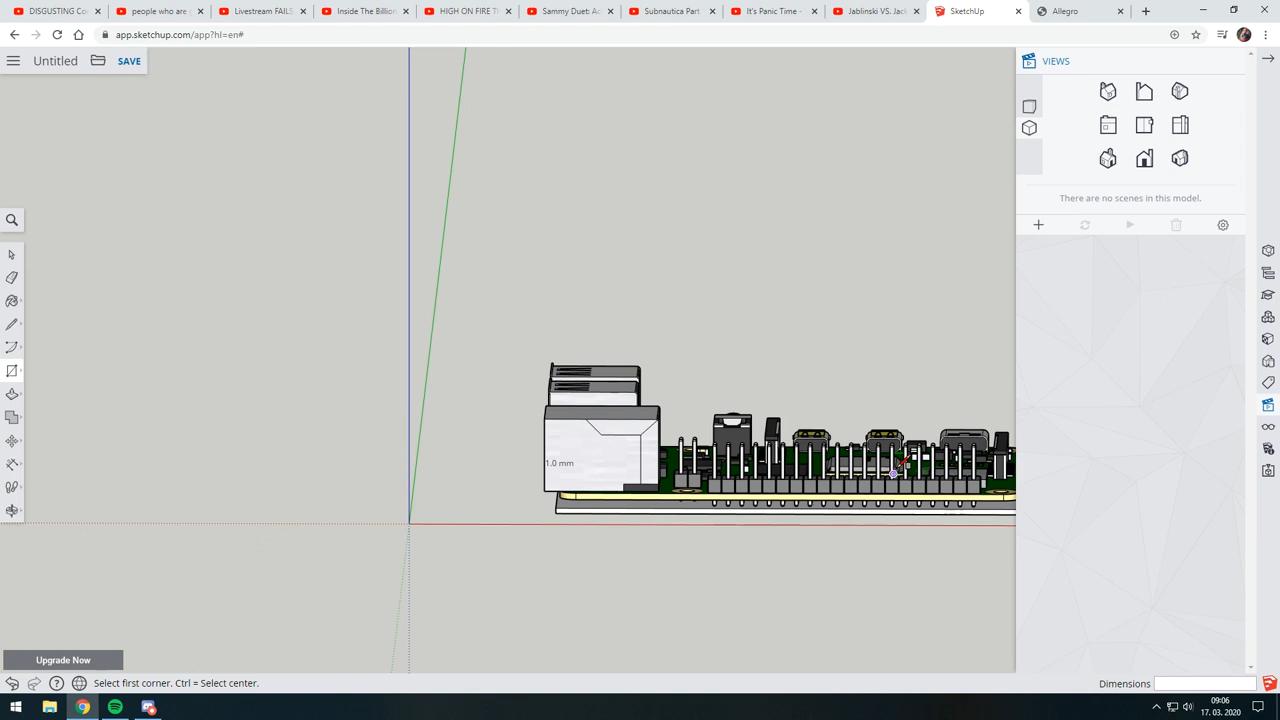 DISGUSTING Co
people who are
Livestream FAILS
Inside The Billion
HIGH ON FIRE Th
Sammy Duet: Ac
Subnautica Part
It's Panic Time -
Jablinski VS. Jack
SketchUp
Allegro
app.sketchup.com/app?hl=en#
Untitled
SAVE
VIEWS
There are no scenes in this model.
1.0 mm
Upgrade Now
Select first corner. Ctrl = Select center.
Dimensions
09:06
17. 03. 2020